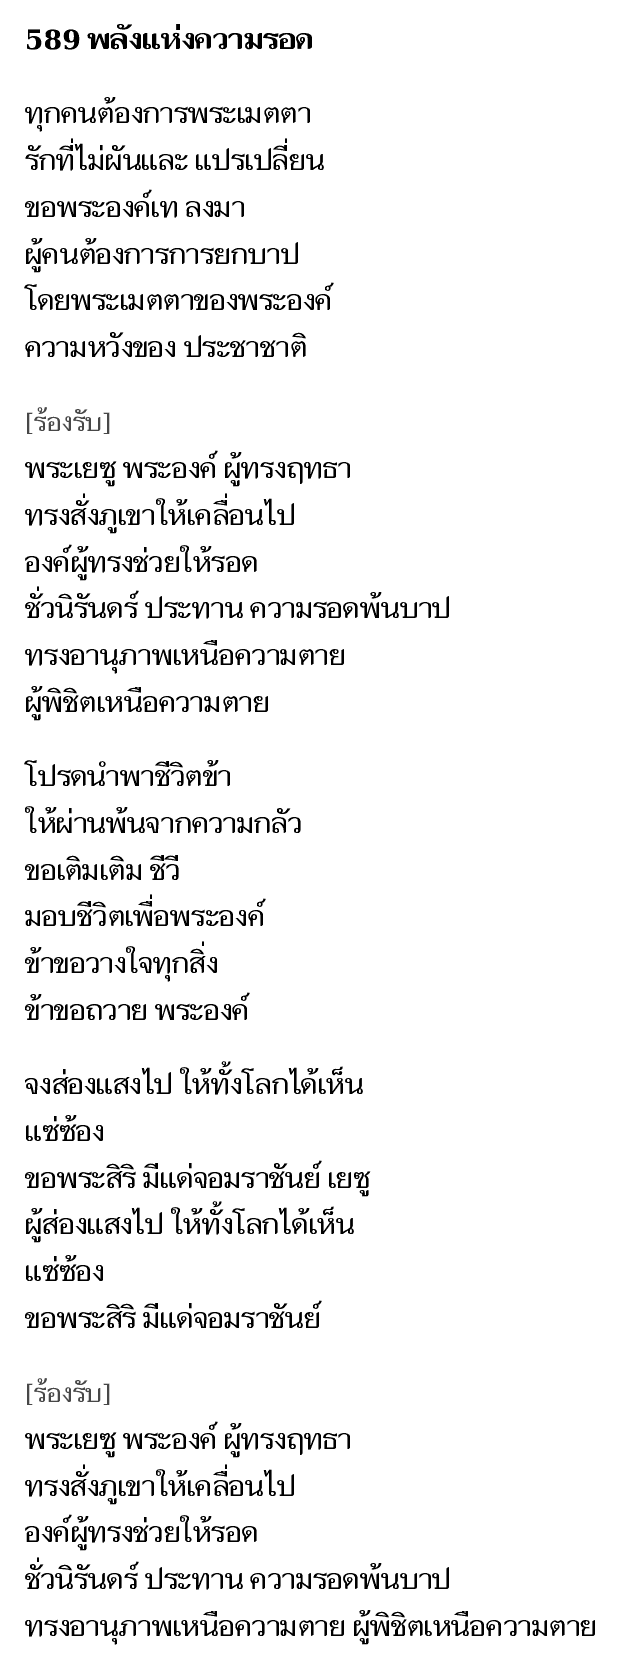 589 พลังแห่งความรอด
ทุกคนต้องการพระเมตตา
รักที่ไม่ผันและ แปรเปลี่ยน
ขอพระองค์เท ลงมา
ผู้คนต้องการการยกบาป
โดยพระเมตตาของพระองค์
ความหวังของ ประชาชาติ
[ร้องรับ]
พระเยซู พระองค์ ผู้ทรงฤทธา
ทรงสั่งภูเขาให้เคลื่อนไป
องค์ผู้ทรงช่วยให้รอด
ชั่วนิรันดร์ ประทาน ความรอดพ้นบาป
ทรงอานุภาพเหนือความตาย
ผู้พิชิตเหนือความตาย
โปรดนำพาชีวิตข้า
ให้ผ่านพ้นจากความกลัว
ขอเติมเติม ชีวี
มอบชีวิตเพื่อพระองค์
ข้าขอวางใจทุกสิ่ง
ข้าขอถวาย พระองค์
จงส่องแสงไป ให้ทั้งโลกได้เห็น
แซ่ซ้อง
ขอพระสิริ มีแด่จอมราชันย์ เยซู
ผู้ส่องแสงไป ให้ทั้งโลกได้เห็น
แซ่ซ้อง
ขอพระสิริ มีแด่จอมราชันย์
[ร้องรับ]
พระเยซู พระองค์ ผู้ทรงฤทธา
ทรงสั่งภูเขาให้เคลื่อนไป
องค์ผู้ทรงช่วยให้รอด
ชั่วนิรันดร์ ประทาน ความรอดพ้นบาป
ทรงอานุภาพเหนือความตาย ผู้พิชิตเหนือความตาย